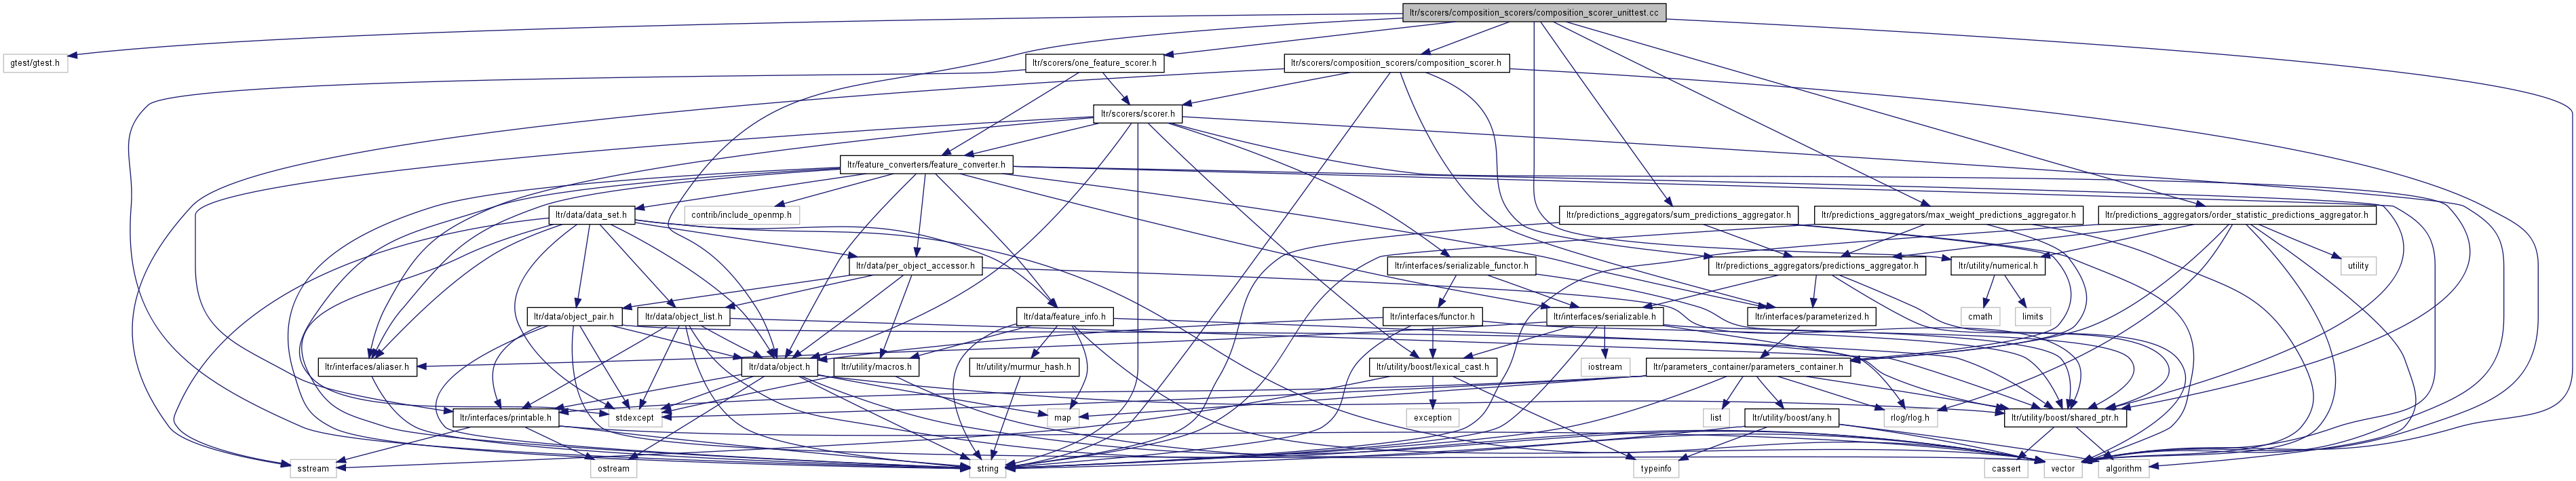 ltr/scorers/composition_scorers/composition_scorer_unittest.cc
gtest/gtest.h
ltr/scorers/one_feature_scorer.h
ltr/scorers/composition_scorers/composition_scorer.h
ltr/scorers/scorer.h
ltr/feature_converters/feature_converter.h
ltr/data/data_set.h
contrib/include_openmp.h
ltr/predictions_aggregators/sum_predictions_aggregator.h
ltr/predictions_aggregators/max_weight_predictions_aggregator.h
ltr/predictions_aggregators/order_statistic_predictions_aggregator.h
ltr/data/per_object_accessor.h
ltr/interfaces/serializable_functor.h
ltr/predictions_aggregators/predictions_aggregator.h
ltr/utility/numerical.h
utility
ltr/data/object_pair.h
ltr/data/object_list.h
ltr/data/feature_info.h
ltr/interfaces/functor.h
ltr/interfaces/serializable.h
ltr/interfaces/parameterized.h
cmath
limits
ltr/interfaces/aliaser.h
ltr/data/object.h
ltr/utility/macros.h
ltr/utility/murmur_hash.h
ltr/utility/boost/lexical_cast.h
iostream
ltr/parameters_container/parameters_container.h
ltr/interfaces/printable.h
stdexcept
map
exception
list
ltr/utility/boost/any.h
rlog/rlog.h
ltr/utility/boost/shared_ptr.h
sstream
ostream
string
typeinfo
vector
cassert
algorithm